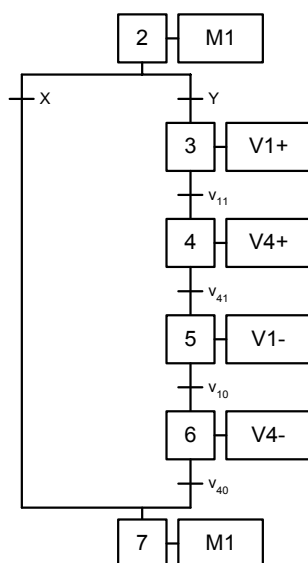 2 M1
X Y
3 V1+
v₁₁
4 V4+
v₄₁
5 V1-
v₁₀
6 V4-
v₄₀
7 M1